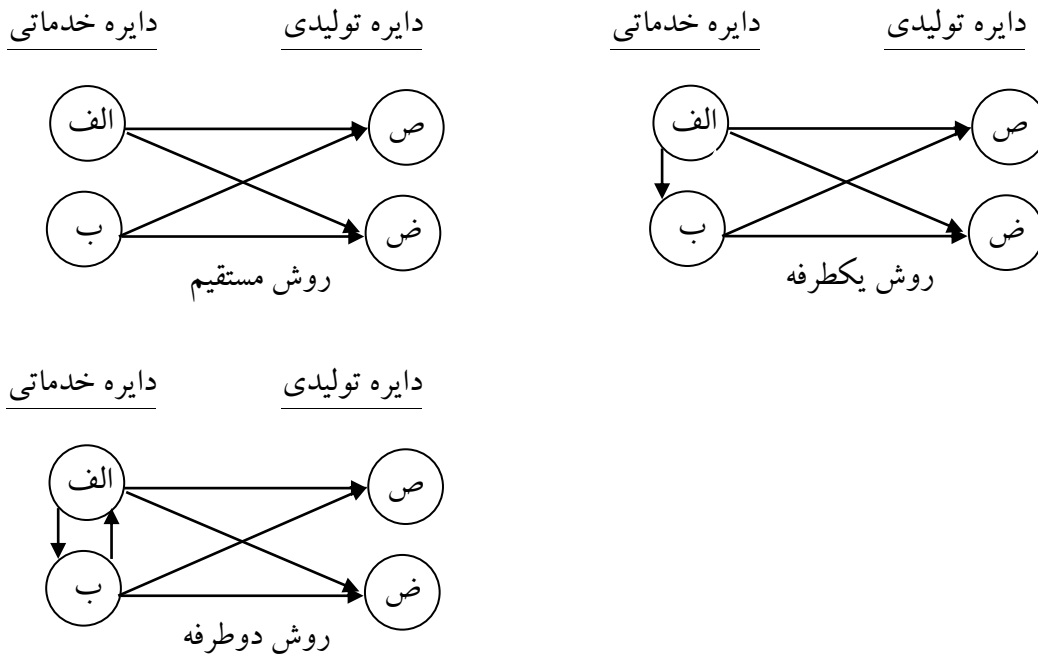 دایره تولیدی دایره خدماتی
الف ص
ب ض
روش یکطرفه
دایره تولیدی دایره خدماتی
الف ص
ب ض
روش مستقیم
دایره تولیدی دایره خدماتی
الف ص
ب ض
روش دوطرفه